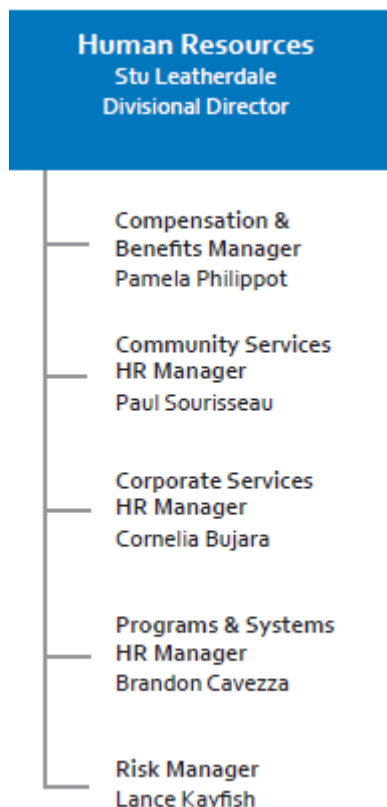 Human Resources
Stu Leatherdale
Divisional Director
Compensation &
Benefits Manager
Pamela Philippot
Community Services
HR Manager
Paul Sourisseau
Corporate Services
HR Manager
Cornelia Bujara
Programs & Systems
HR Manager
Brandon Cavezza
Risk Manager
Lance Kayfish